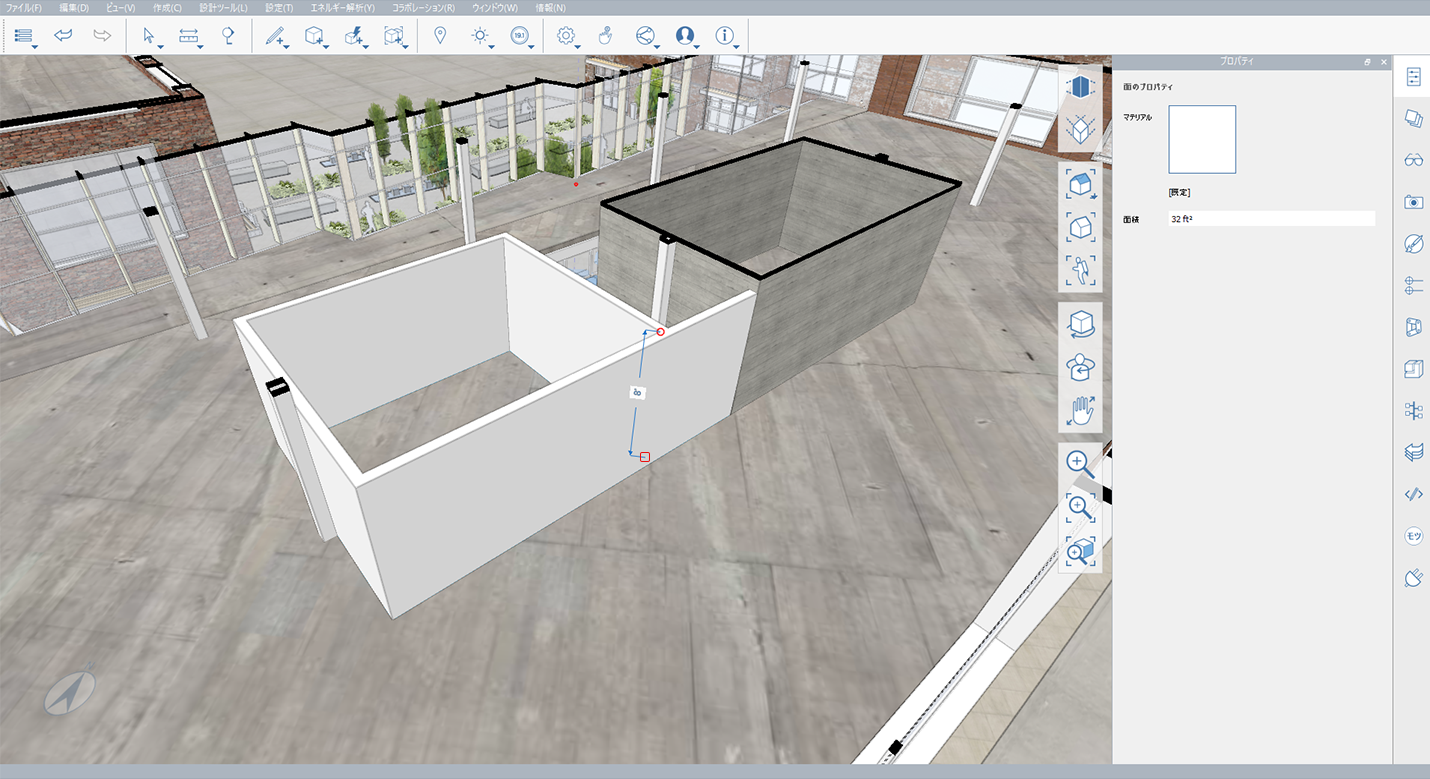 ファイル(F) 編集(D) ビュー(V) 作成(C) 設計ツール(L) 設定(T) エネルギー解析(Y) コラボレーション(R) ウィンドウ(W) 情報(N)
19.1
プロパティ
面のプロパティ
マテリアル
[既定]
面積 32 ft²
8
モツ